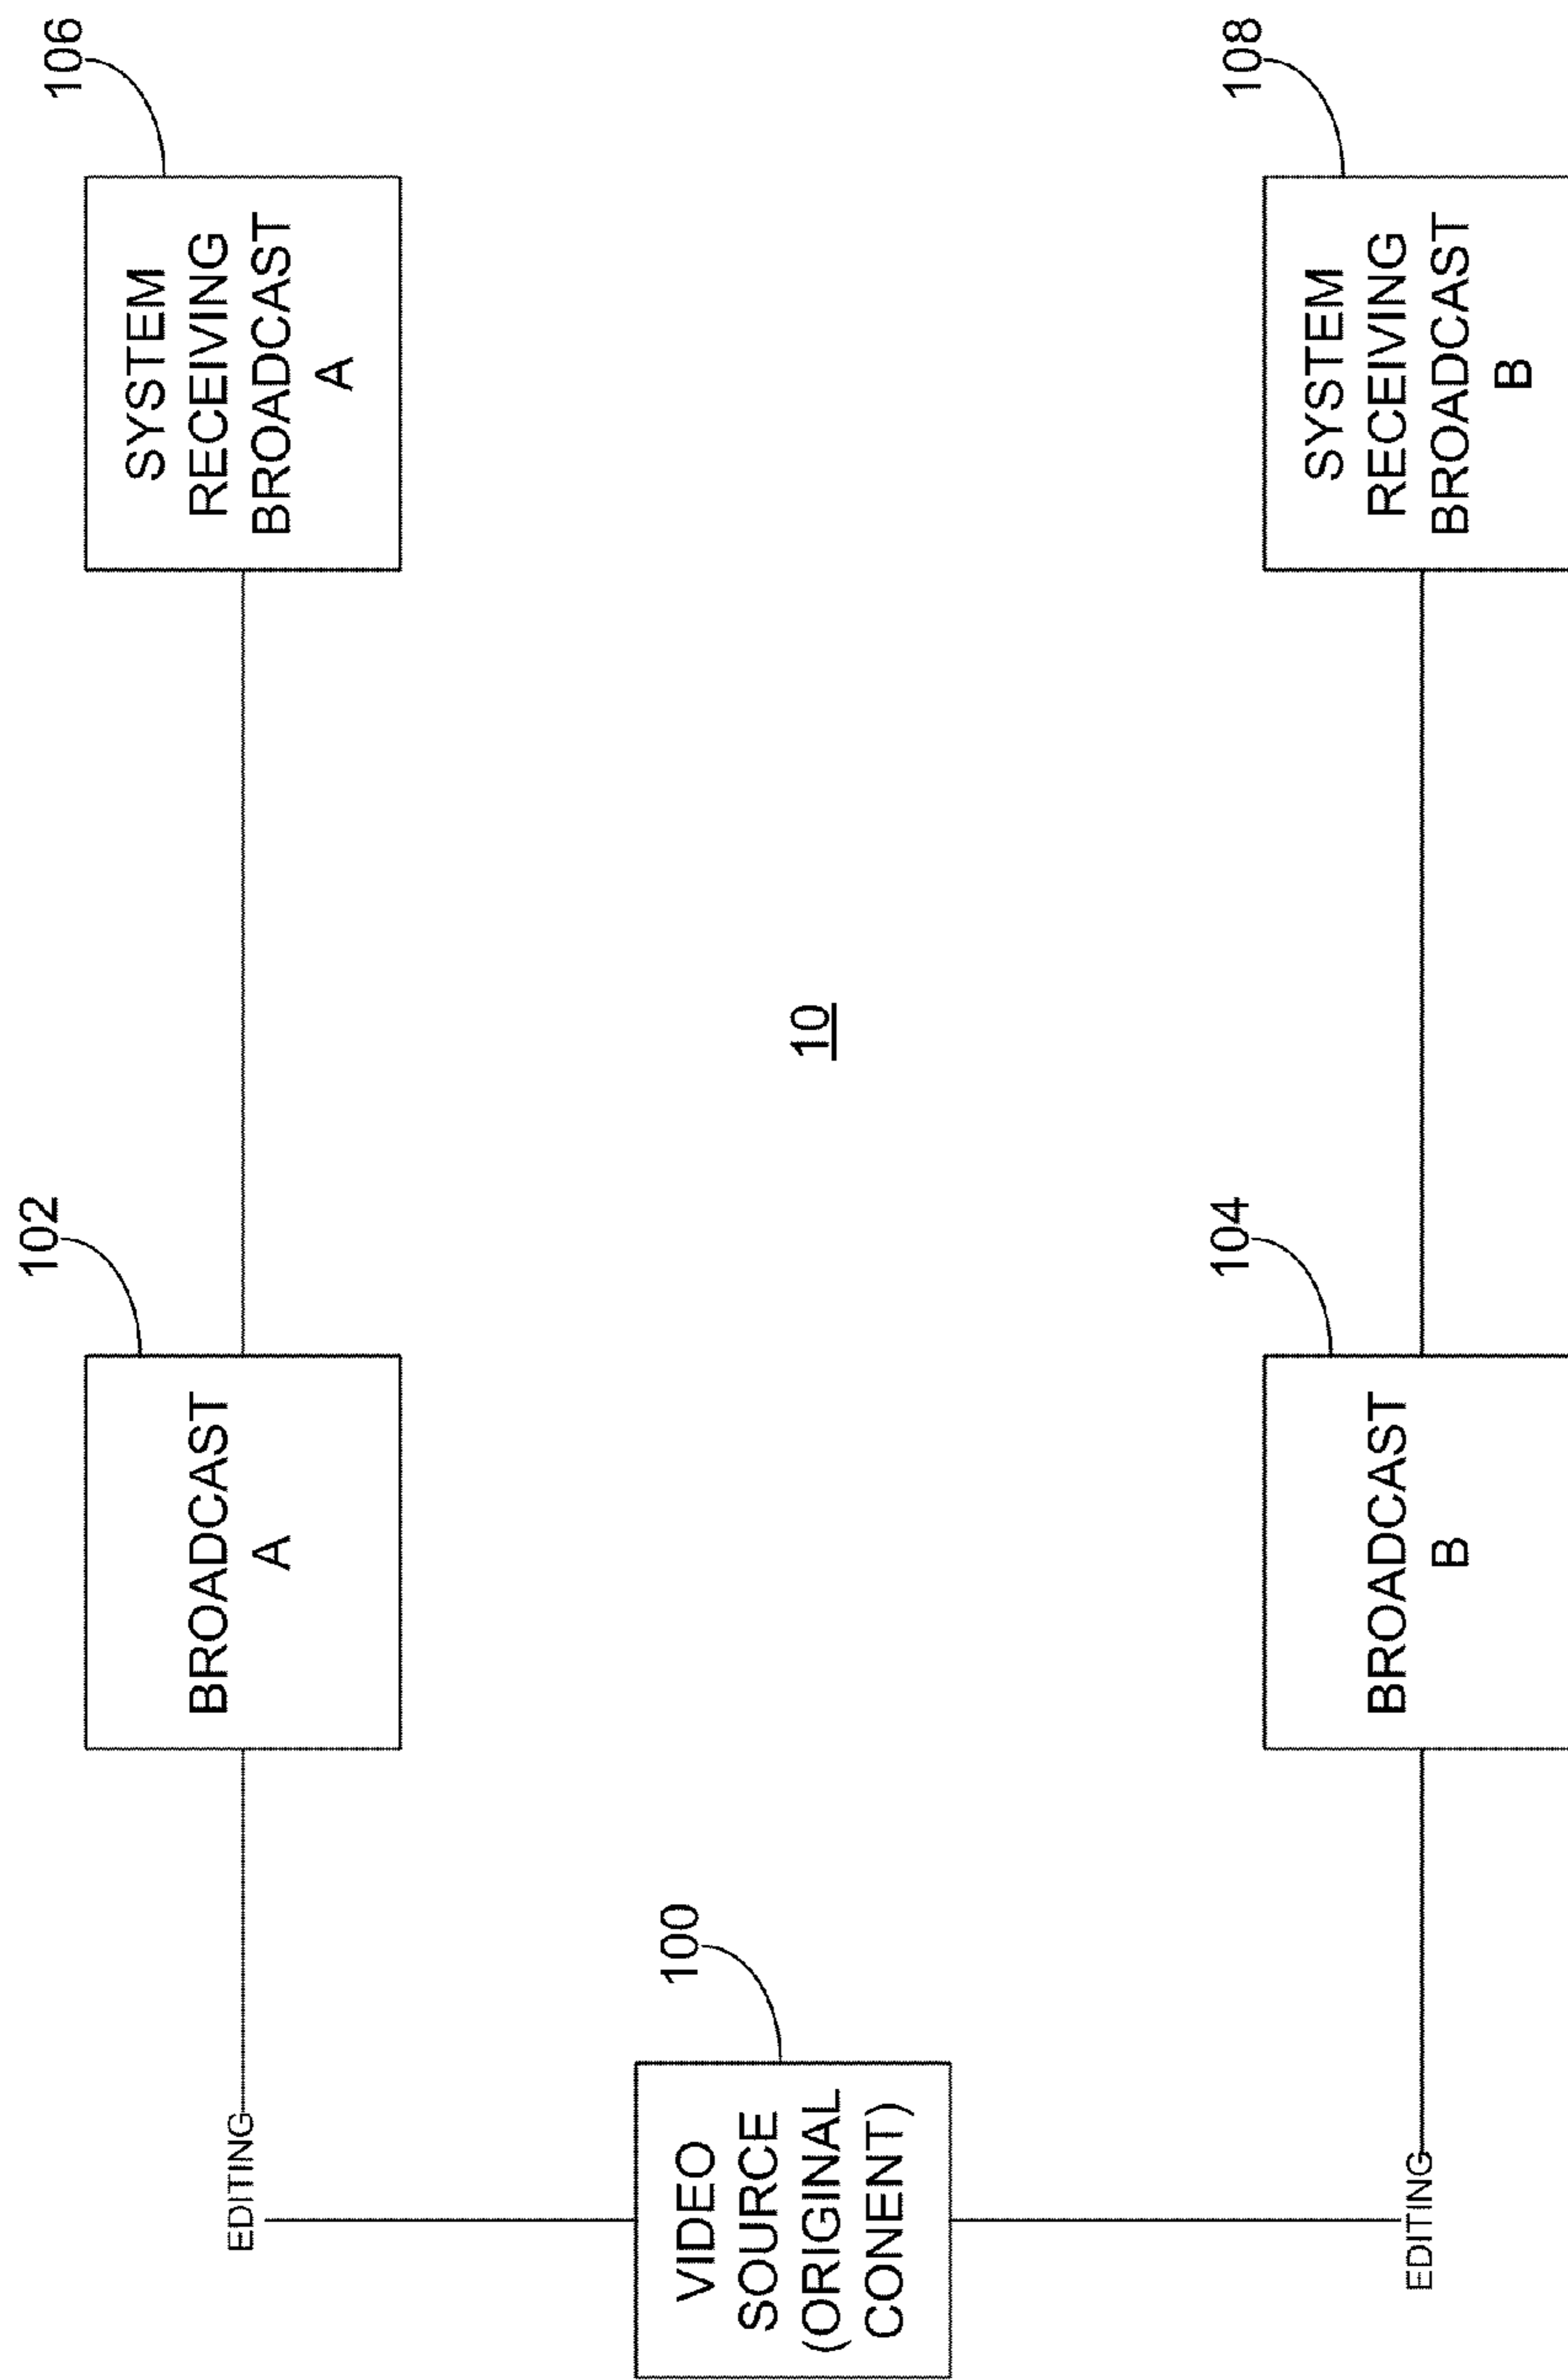 102
106
BROADCAST
A
SYSTEM
RECEIVING
BROADCAST
A
EDITING
100
VIDEO
SOURCE
(ORIGINAL
CONENT)
10
104
108
BROADCAST
B
SYSTEM
RECEIVING
BROADCAST
B
EDITING